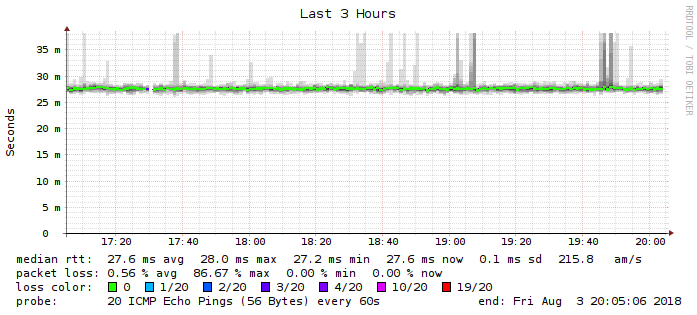 Last 3 Hours
RRDTOOL / TOBI OETIKER
Seconds
35 m
30 m
25 m
20 m
15 m
10 m
5 m
0
17:20 17:40 18:00 18:20 18:40 19:00 19:20 19:40 20:00
median rtt: 27.6 ms avg 28.0 ms max 27.2 ms min 27.6 ms now 0.1 ms sd 215.8 am/s
packet loss: 0.56 % avg 86.67 % max 0.00 % min 0.00 % now
loss color: 0 1/20 2/20 3/20 4/20 10/20 19/20
probe: 20 ICMP Echo Pings (56 Bytes) every 60s end: Fri Aug 3 20:05:06 2018